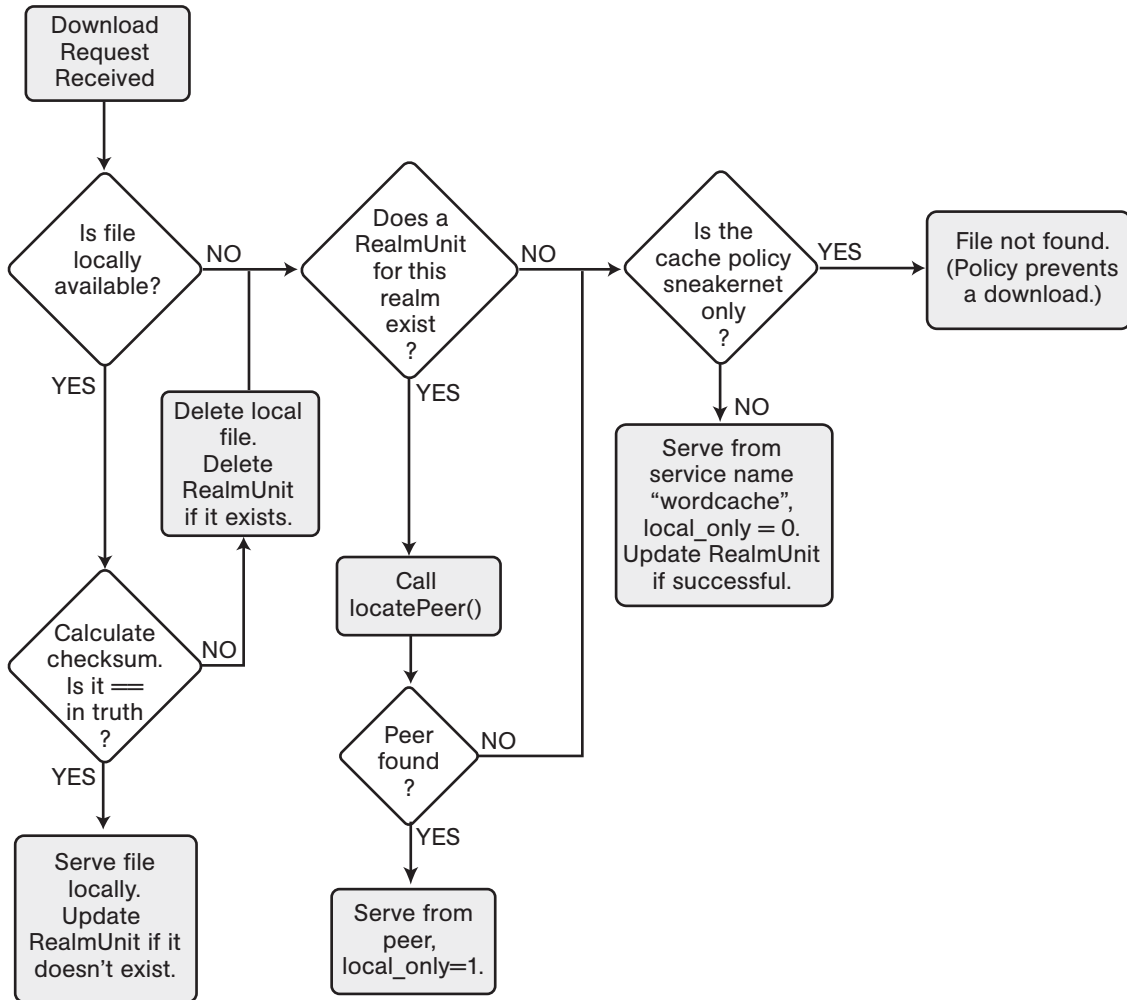 Download
Request
Received
Is file
locally
available?
NO
YES
Delete local
file.
Delete
RealmUnit
if it exists.
Calculate
checksum.
Is it ==
in truth
?
NO
YES
Serve file
locally.
Update
RealmUnit if it
doesn't exist.
Does a
RealmUnit
for this
realm
exist
?
NO
YES
Call
locatePeer()
Peer
found
?
NO
YES
Serve from
peer,
local_only=1.
Is the
cache policy
sneakernet
only
?
YES
NO
File not found.
(Policy prevents
a download.)
Serve from
service name
“wordcache”,
local_only = 0.
Update RealmUnit
if successful.